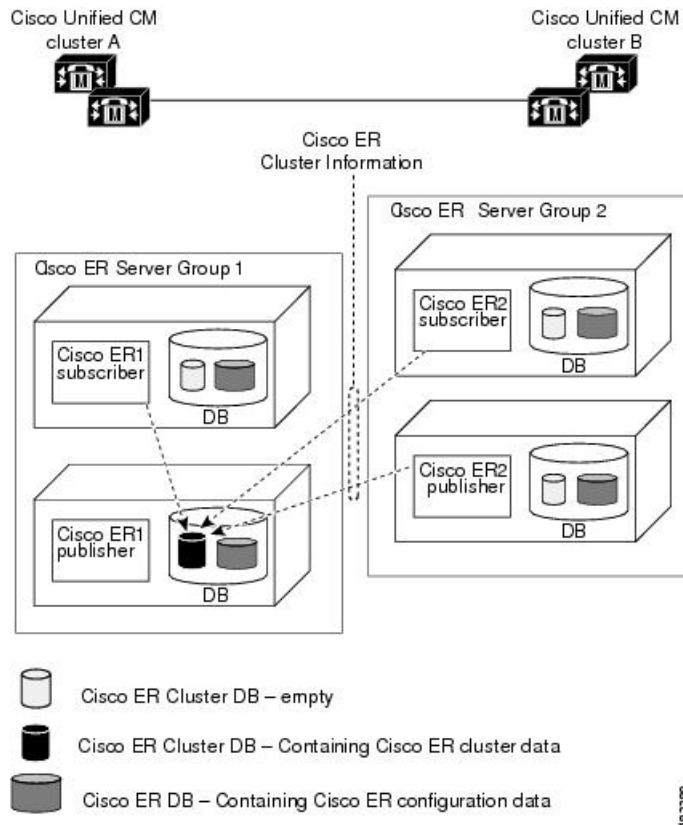 Cisco Unified CM
cluster A
Cisco Unified CM
cluster B
M
M
M
M
Cisco ER
Cluster Information
Cisco ER Server Group 2
Cisco ER Server Group 1
Cisco ER2
subscriber
DB
Cisco ER1
subscriber
DB
Cisco ER2
publisher
DB
Cisco ER1
publisher
DB
Cisco ER Cluster DB – empty
Cisco ER Cluster DB – Containing Cisco ER cluster data
Cisco ER DB – Containing Cisco ER configuration data